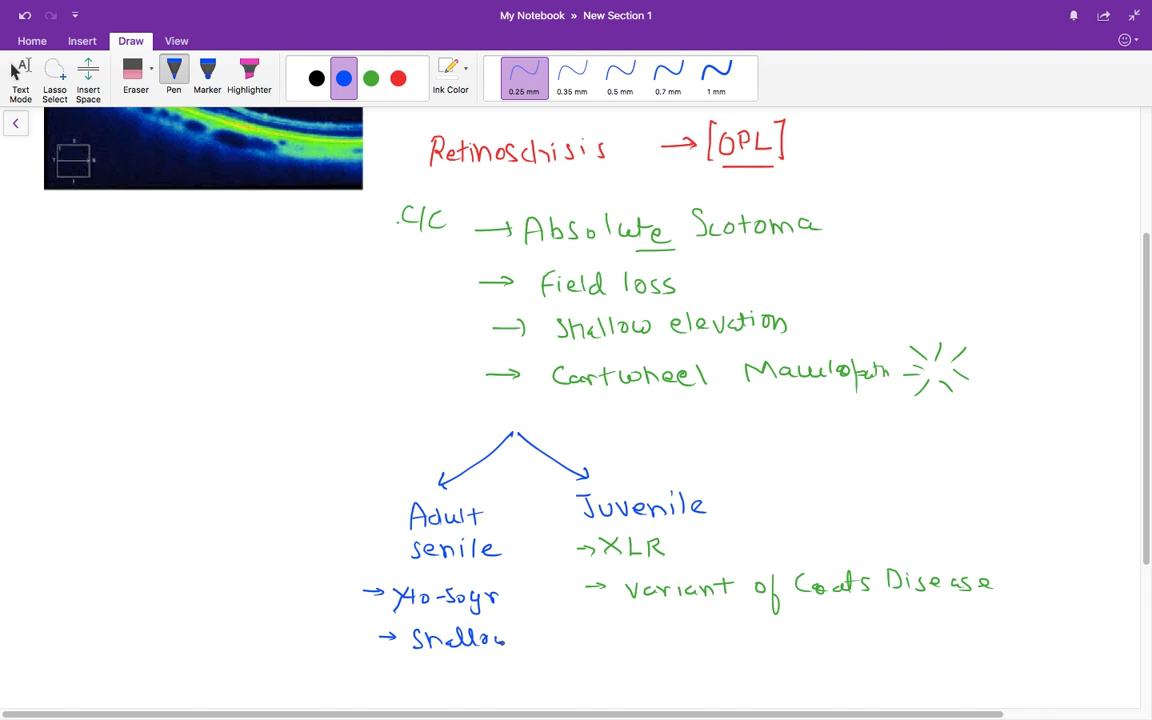 My Notebook » New Section 1
Home Insert Draw View
Text Mode
Lasso Select
Insert Space
Eraser
Pen
Marker
Highlighter
Ink Color
0.25 mm
0.35 mm
0.5 mm
0.7 mm
1 mm
Retinoschisis → [OPL]
C/C → Absolute Scotoma
→ Field loss
→ Shallow elevation
→ Cartwheel
Adult senile
→ 40-50yr
→ Shallow
Juvenile
→ XLR
→ variant of Coats Disease